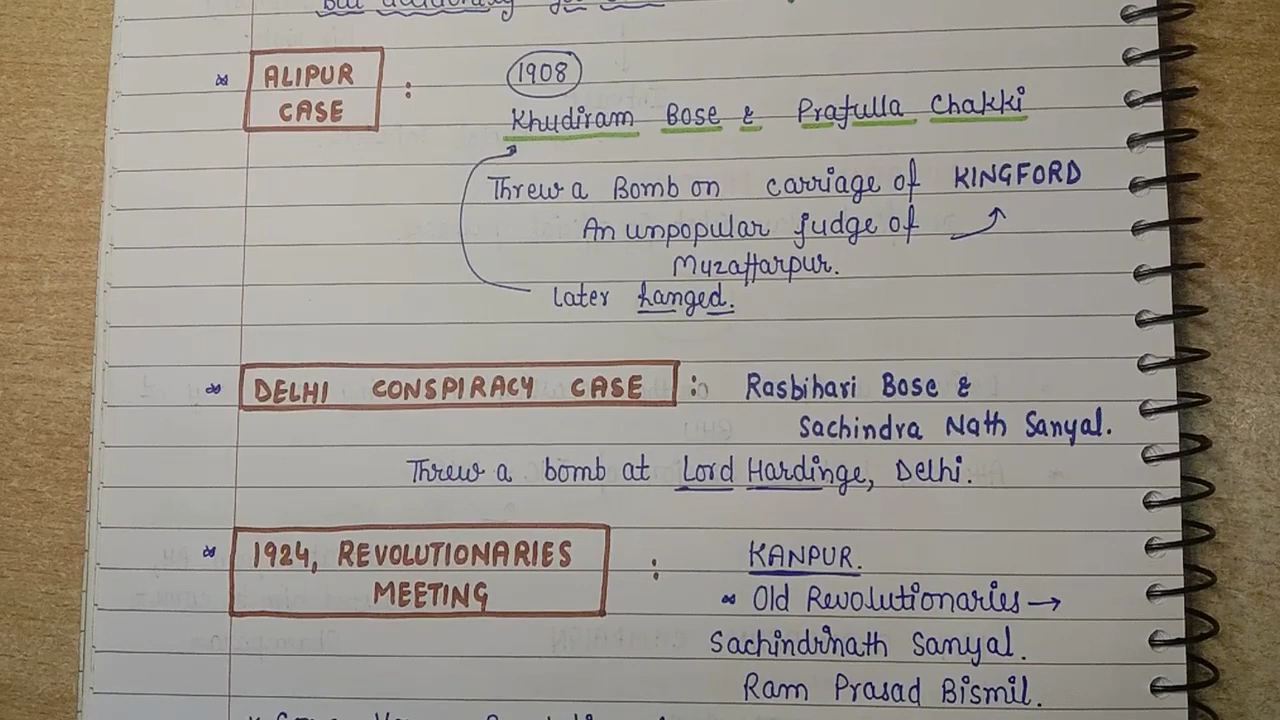 ALIPUR CASE :
1908
Khudiram Bose & Prafulla Chakki
Threw a Bomb on carriage of KINGFORD
An unpopular judge of
Muzaffarpur.
Later hanged.
DELHI CONSPIRACY CASE : Rasbihari Bose &
Sachindra Nath Sanyal.
Threw a bomb at Lord Hardinge, Delhi.
1924, REVOLUTIONARIES MEETING : KANPUR.
Old Revolutionaries →
Sachindrnath Sanyal.
Ram Prasad Bismil.